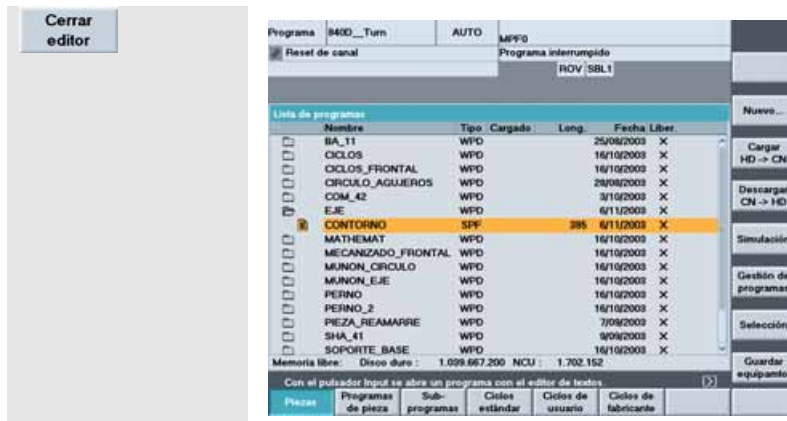 Cerrar
editor
Programa 840D__Turn AUTO MPF0
Reset de canal Programa interrumpido
ROV SBL1
Lista de programas
Nombre Tipo Cargado Long. Fecha Liber.
BA_11 WPD 25/08/2003 X
CICLOS WPD 16/10/2003 X
CICLOS_FRONTAL WPD 16/10/2003 X
CIRCULO_AGUJEROS WPD 29/08/2003 X
COM_42 WPD 3/10/2003 X
EJE WPD 6/11/2003 X
CONTORNO SPF 385 6/11/2003 X
MATHEMAT WPD 16/10/2003 X
MECANIZADO_FRONTAL WPD 16/10/2003 X
MUNON_CIRCULO WPD 16/10/2003 X
MUNON_EJE WPD 16/10/2003 X
PERNO WPD 16/10/2003 X
PERNO_2 WPD 16/10/2003 X
PIEZA_REAMARRE WPD 7/09/2003 X
SHA_41 WPD 9/09/2003 X
SOPORTE_BASE WPD 16/10/2003 X
Memoria libre: Disco duro : 1.039.667.200 NCU : 1.702.152
Con el pulsador Input se abre un programa con el editor de textos.
Piezas
Programas
de pieza
Sub-
programas
Ciclos
estándar
Ciclos de
usuario
Ciclos de
fabricante
Nuevo...
Cargar
HD -> CN
Descargar
CN -> HD
Simulación
Gestión de
programas
Selección
Guardar
equipamto